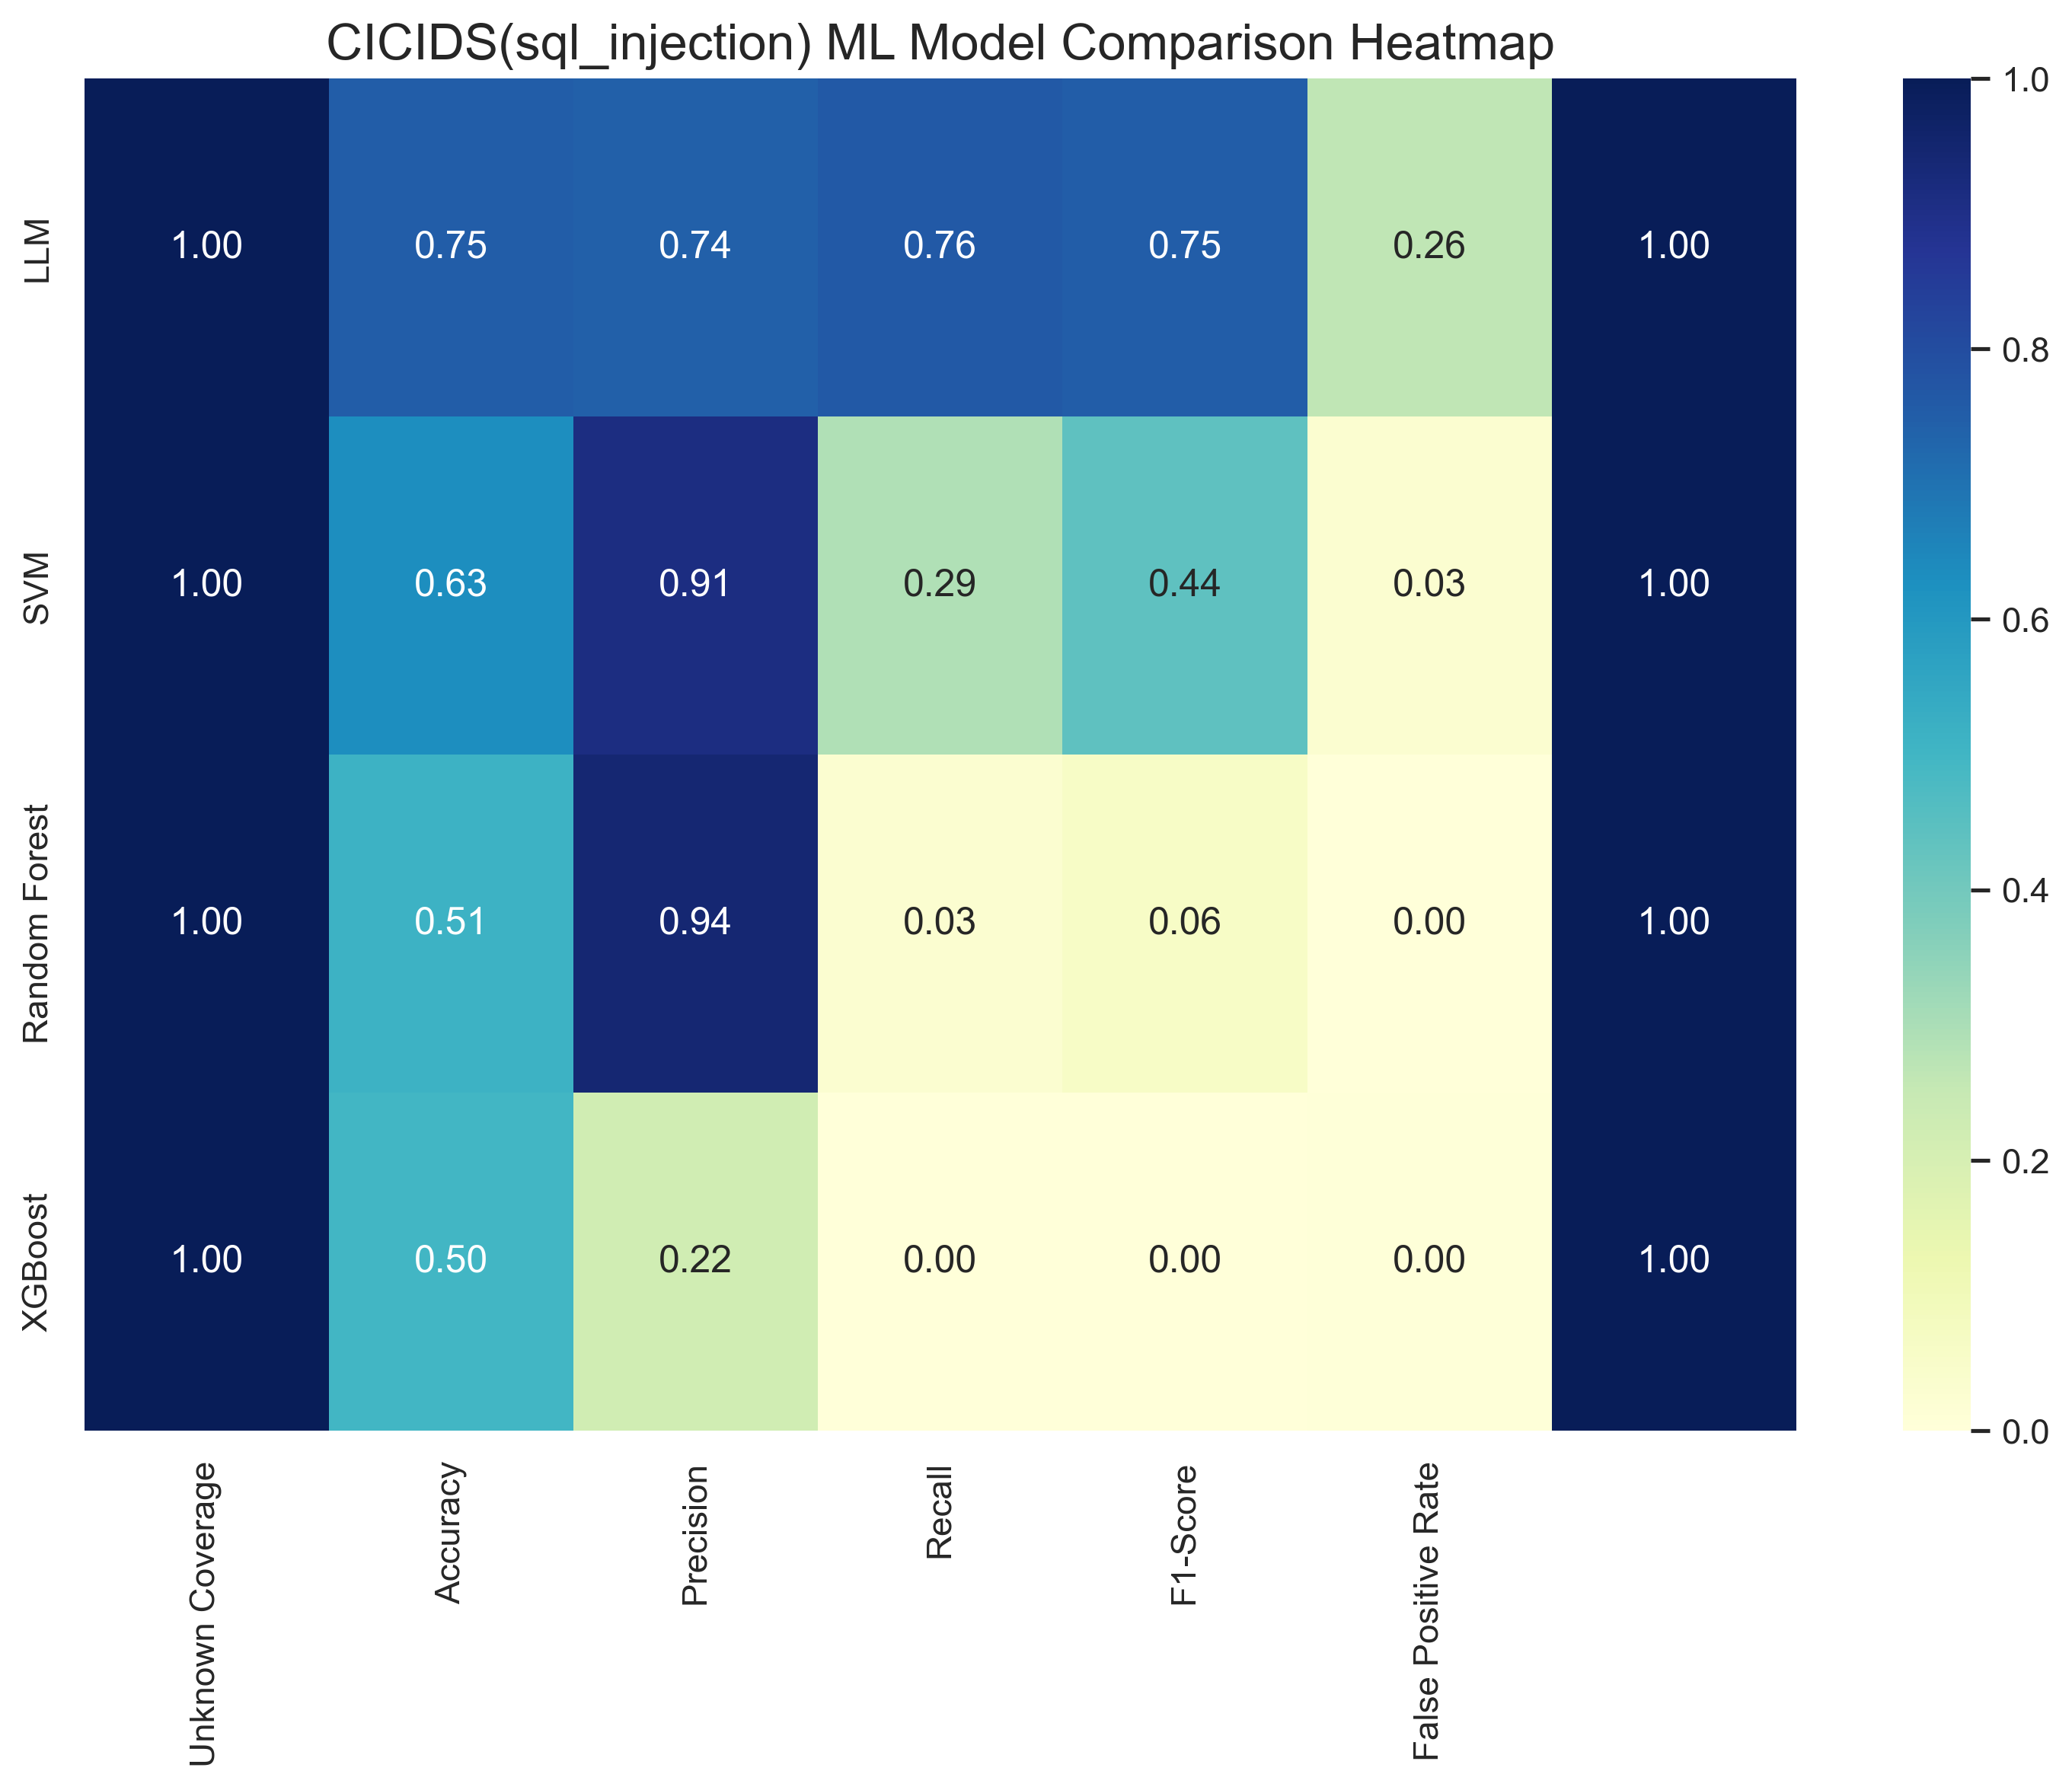 CICIDS(sql_injection) ML Model Comparison Heatmap
LLM
1.00 0.75 0.74 0.76 0.75 0.26 1.00
SVM
1.00 0.63 0.91 0.29 0.44 0.03 1.00
Random Forest
1.00 0.51 0.94 0.03 0.06 0.00 1.00
XGBoost
1.00 0.50 0.22 0.00 0.00 0.00 1.00
Unknown Coverage
Accuracy
Precision
Recall
F1-Score
False Positive Rate
1.0
0.8
0.6
0.4
0.2
0.0